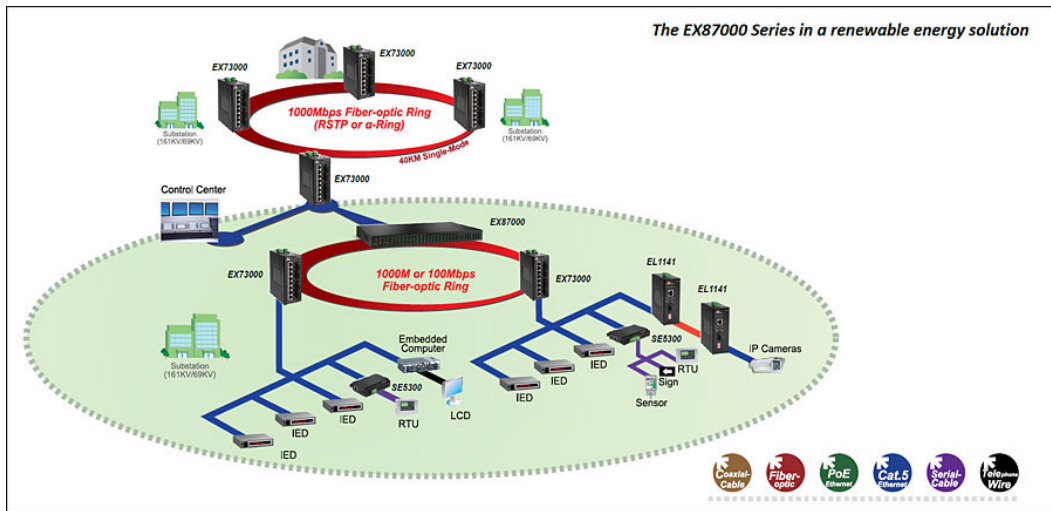 The EX87000 Series in a renewable energy solution
EX73000
EX73000
EX73000
1000Mbps Fiber-optic Ring
(RSTP or α-Ring)
Substation
(161KV/69KV)
Substation
(161KV/69KV)
40KM Single-Mode
EX73000
Control Center
EX87000
EX73000
EX73000
EL1141
1000M or 100Mbps
Fiber-optic Ring
EL1141
SE5300
IP Cameras
Embedded
Computer
RTU
IED
Sign
Substation
(161KV/69KV)
IED
Sensor
SE5300
IED
LCD
RTU
IED
IED
IED
Coaxial-
Cable
Fiber-
optic
PoE
Ethernet
Cat.5
Ethernet
Serial-
Cable
Telephone
Wire